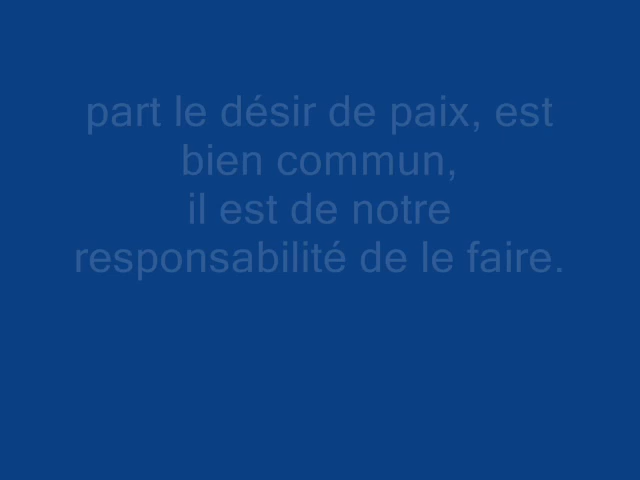 part le désir de paix, est
bien commun,
il est de notre
responsabilité de le faire.